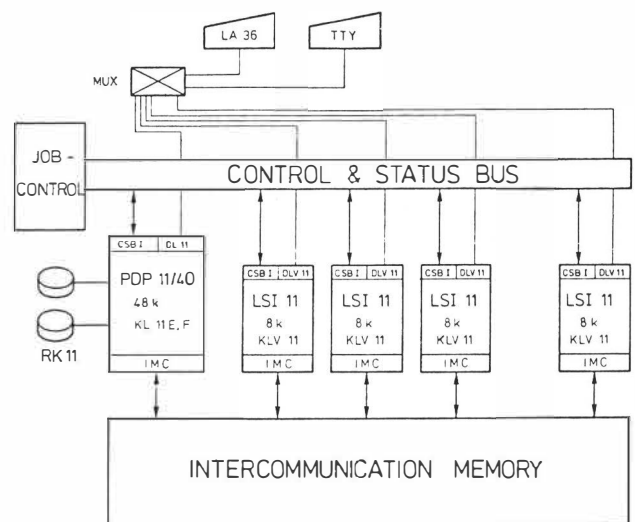 LA 36
TTY
MUX
JOB -
CONTROL
CONTROL & STATUS BUS
CSB I
DL 11
PDP 11/40
48 k
KL 11 E, F
IMC
RK 11
CSB I
DLV 11
LSI 11
8 k
KLV 11
IMC
CSB I
DLV 11
LSI 11
8 k
KLV 11
IMC
CSB I
DLV 11
LSI 11
8 k
KLV 11
IMC
CSB I
DLV 11
LSI 11
8 k
KLV 11
IMC
INTERCOMMUNICATION MEMORY